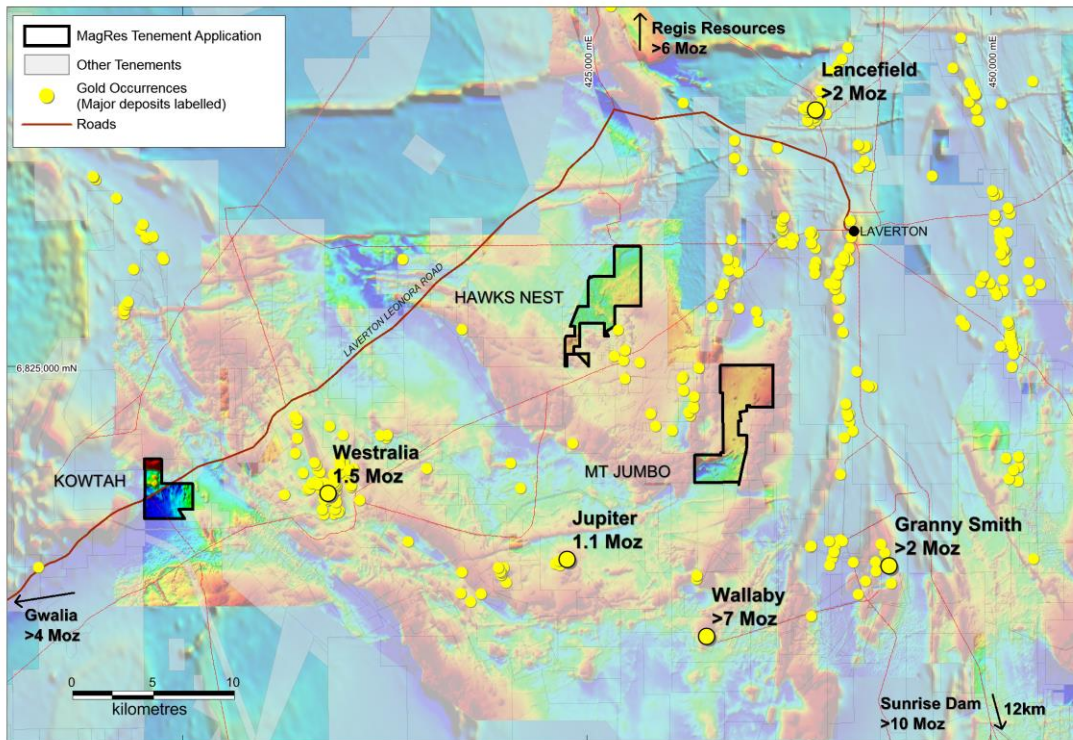 MagRes Tenement Application
Other Tenements
Gold Occurrences
(Major deposits labelled)
Roads
Regis Resources
>6 Moz
425,000 mE
450,000 mE
Lancefield
>2 Moz
LAVERTON
LAVERTON LEONORA ROAD
HAWKS NEST
6,825,000 mN
KOWTAH
Westralia
1.5 Moz
MT JUMBO
Jupiter
1.1 Moz
Granny Smith
>2 Moz
Wallaby
>7 Moz
Gwalia
>4 Moz
0 5 10
kilometres
Sunrise Dam
>10 Moz
12km